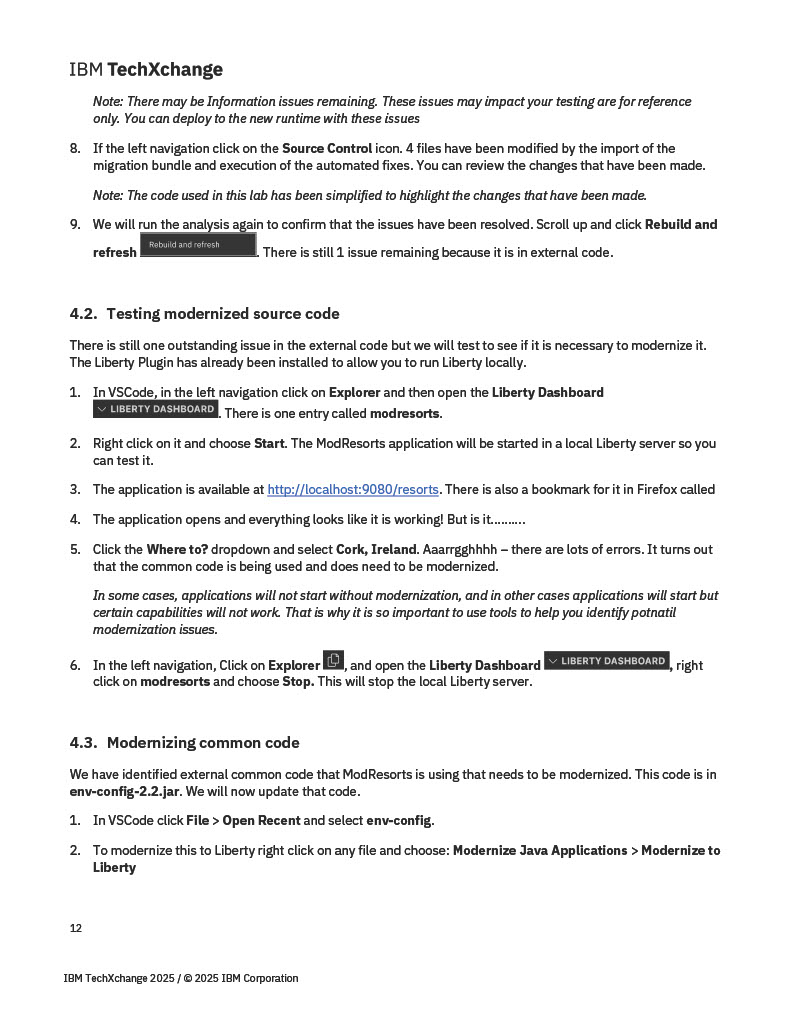 IBM TechXchange
Note: There may be Information issues remaining. These issues may impact your testing are for reference
only. You can deploy to the new runtime with these issues
8. If the left navigation click on the Source Control icon. 4 files have been modified by the import of the
migration bundle and execution of the automated fixes. You can review the changes that have been made.
Note: The code used in this lab has been simplified to highlight the changes that have been made.
9. We will run the analysis again to confirm that the issues have been resolved. Scroll up and click Rebuild and
refresh Rebuild and refresh. There is still 1 issue remaining because it is in external code.
4.2. Testing modernized source code
There is still one outstanding issue in the external code but we will test to see if it is necessary to modernize it.
The Liberty Plugin has already been installed to allow you to run Liberty locally.
1. In VSCode, in the left navigation click on Explorer and then open the Liberty Dashboard
LIBERTY DASHBOARD. There is one entry called modresorts.
2. Right click on it and choose Start. The ModResorts application will be started in a local Liberty server so you
can test it.
3. The application is available at http://localhost:9080/resorts. There is also a bookmark for it in Firefox called
4. The application opens and everything looks like it is working! But is it..........
5. Click the Where to? dropdown and select Cork, Ireland. Aaarrgghhhh – there are lots of errors. It turns out
that the common code is being used and does need to be modernized.
In some cases, applications will not start without modernization, and in other cases applications will start but
certain capabilities will not work. That is why it is so important to use tools to help you identify potnatil
modernization issues.
6. In the left navigation, Click on Explorer , and open the Liberty Dashboard LIBERTY DASHBOARD, right
click on modresorts and choose Stop. This will stop the local Liberty server.
4.3. Modernizing common code
We have identified external common code that ModResorts is using that needs to be modernized. This code is in
env-config-2.2.jar. We will now update that code.
1. In VSCode click File > Open Recent and select env-config.
2. To modernize this to Liberty right click on any file and choose: Modernize Java Applications > Modernize to
Liberty
12
IBM TechXchange 2025 / © 2025 IBM Corporation